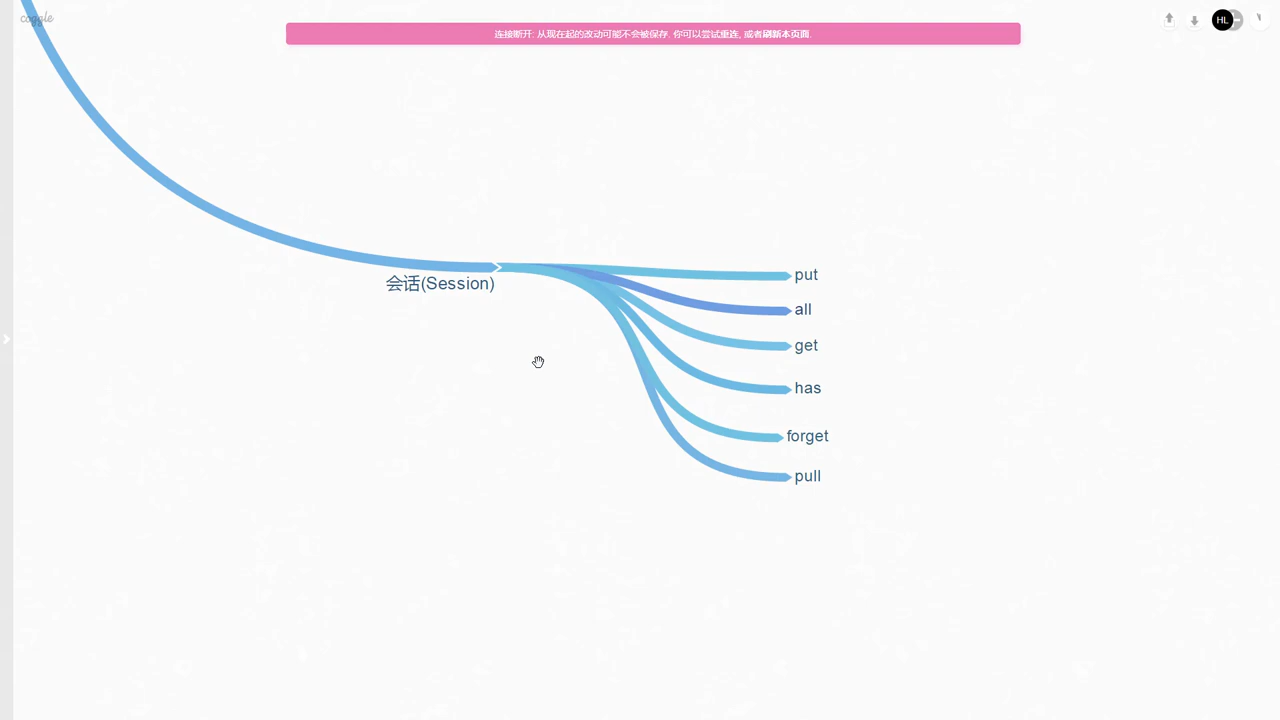 coggle
连接断开: 从现在起的改动可能不会被保存. 你可以尝试重连, 或者刷新本页面.
HL
会话(Session)
put
all
get
has
forget
pull